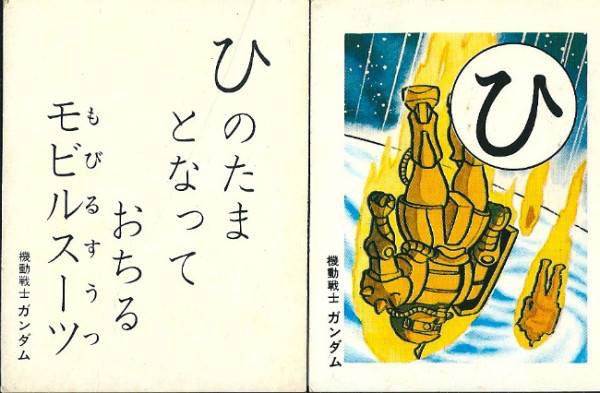 ひのたま
となって
おちる
モビルスーツ
もびるすうつ
機動戦士 ガンダム
ひ
機動戦士 ガンダム